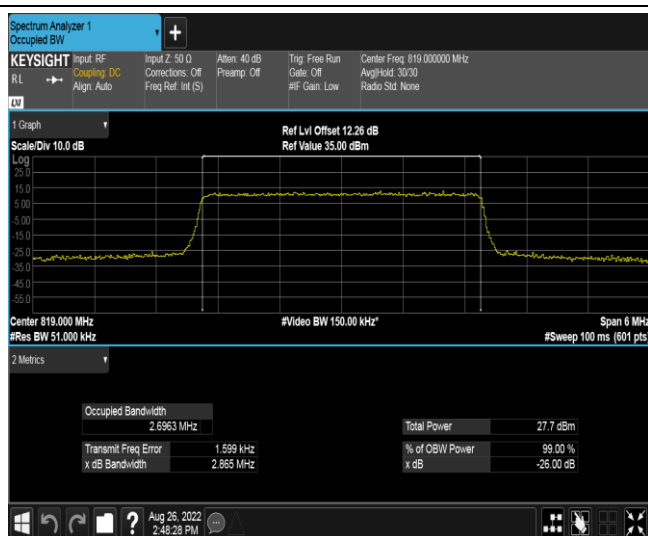 Spectrum Analyzer 1
Occupied BW
+
KEYSIGHT
RL
LXI
Input: RF
Coupling: DC
Align: Auto
Input Z: 50 Ω
Corrections: Off
Freq Ref: Int (S)
Atten: 40 dB
Preamp: Off
Trig: Free Run
Gate: Off
#IF Gain: Low
Center Freq: 819.000000 MHz
Avg|Hold: 30/30
Radio Std: None
1 Graph
Scale/Div 10.0 dB
Ref Lvl Offset 12.26 dB
Ref Value 35.00 dBm
Log
25.0
15.0
5.00
-5.00
-15.0
-25.0
-35.0
-45.0
-55.0
Center 819.000 MHz
#Res BW 51.000 kHz
#Video BW 150.00 kHz*
Span 6 MHz
#Sweep 100 ms (601 pts)
2 Metrics
Occupied Bandwidth
2.6963 MHz
Transmit Freq Error 1.599 kHz
x dB Bandwidth 2.865 MHz
Total Power 27.7 dBm
% of OBW Power 99.00 %
x dB -26.00 dB
?
Aug 26, 2022
2:48:28 PM